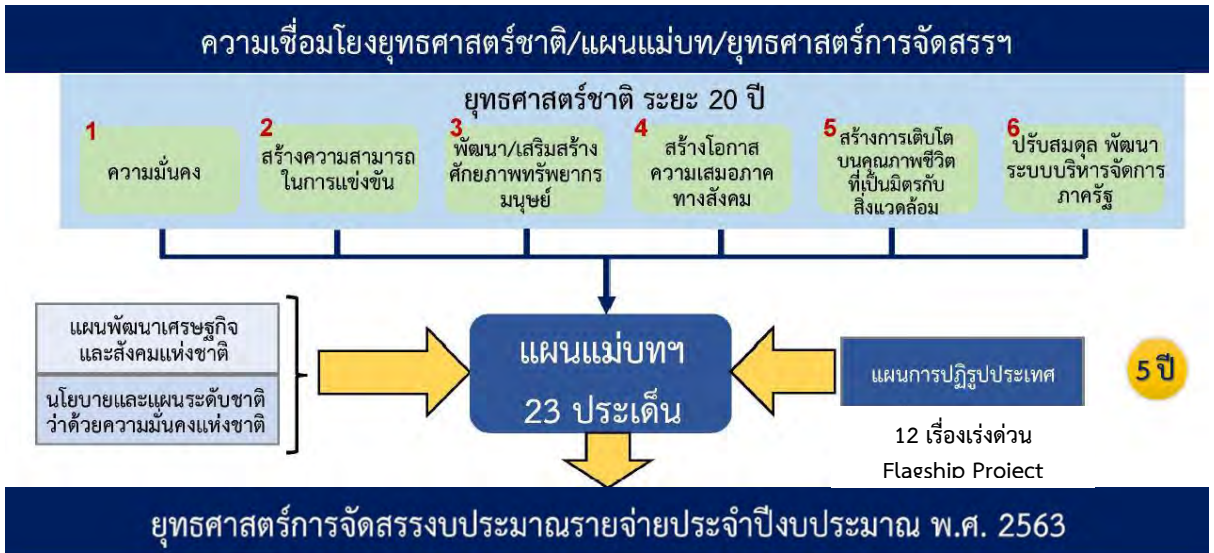 ความเชื่อมโยงยุทธศาสตร์ชาติ/แผนแม่บท/ยุทธศาสตร์การจัดสรรฯ
ยุทธศาสตร์ชาติ ระยะ 20 ปี
1
ความมั่นคง
2
สร้างความสามารถ
ในการแข่งขัน
3
พัฒนา/เสริมสร้าง
ศักยภาพทรัพยากร
มนุษย์
4
สร้างโอกาส
ความเสมอภาค
ทางสังคม
5
สร้างการเติบโต
บนคุณภาพชีวิต
ที่เป็นมิตรกับ
สิ่งแวดล้อม
6
ปรับสมดุล พัฒนา
ระบบบริหารจัดการ
ภาครัฐ
แผนพัฒนาเศรษฐกิจ
และสังคมแห่งชาติ
นโยบายและแผนระดับชาติ
ว่าด้วยความมั่นคงแห่งชาติ
แผนแม่บทฯ
23 ประเด็น
แผนการปฏิรูปประเทศ
5 ปี
12 เรื่องเร่งด่วน
Flagship Project
ยุทธศาสตร์การจัดสรรงบประมาณรายจ่ายประจำปีงบประมาณ พ.ศ. 2563